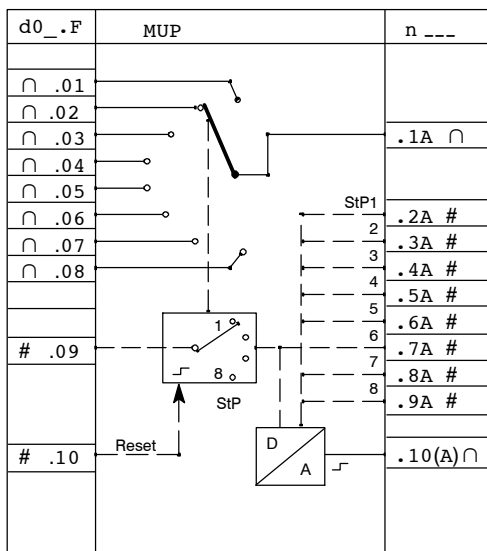 d0_.F MUP n ___
∩ .01
∩ .02
∩ .03 .1A ∩
∩ .04
∩ .05
StP1
∩ .06 .2A #
2
∩ .07 .3A #
3
∩ .08 .4A #
4
.5A #
5
1 .6A #
6
# .09 .7A #
7
8 .8A #
StP 8
.9A #
Reset D
# .10 A .10(A)∩